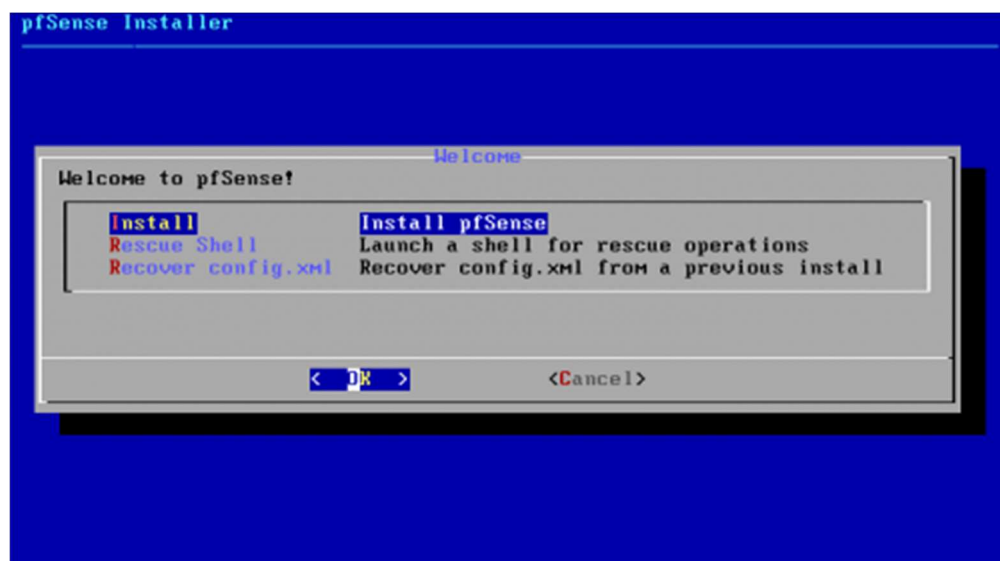 pfSense Installer
Welcome
Welcome to pfSense!
Install Install pfSense
Rescue Shell Launch a shell for rescue operations
Recover config.xml Recover config.xml from a previous install
< OK > <Cancel>